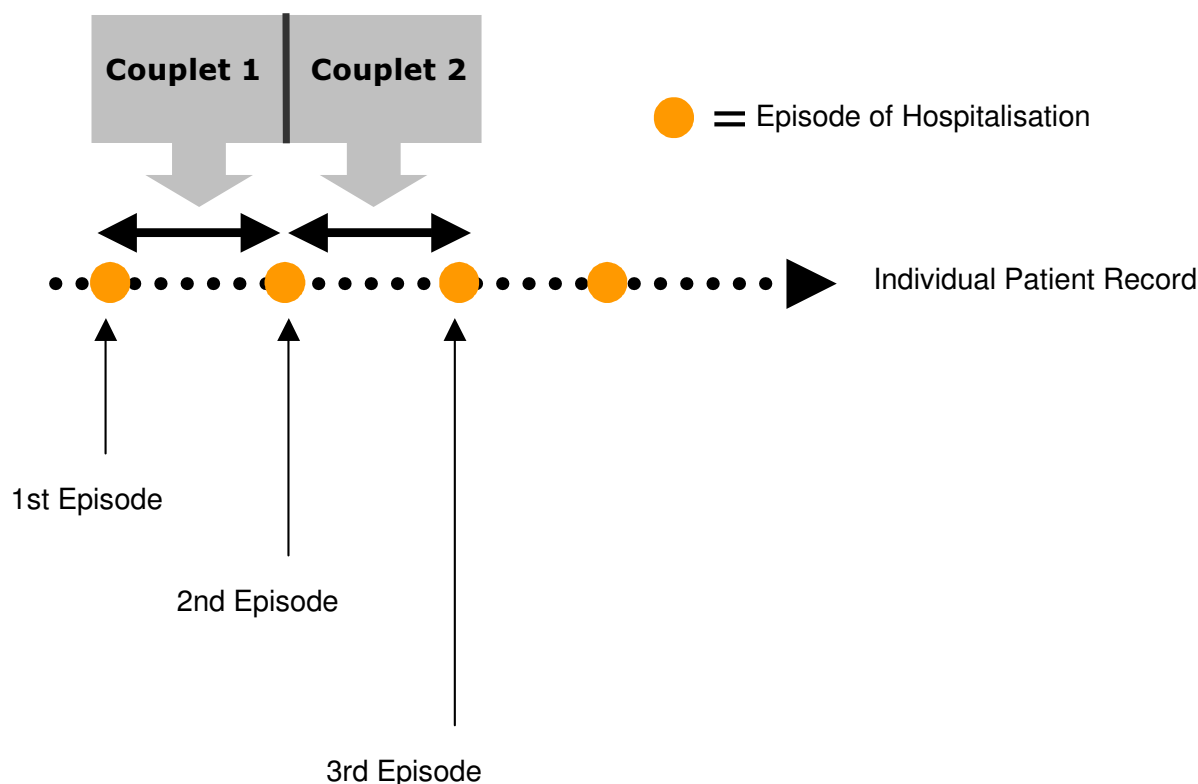 Couplet 1
Couplet 2
= Episode of Hospitalisation
Individual Patient Record
1st Episode
2nd Episode
3rd Episode